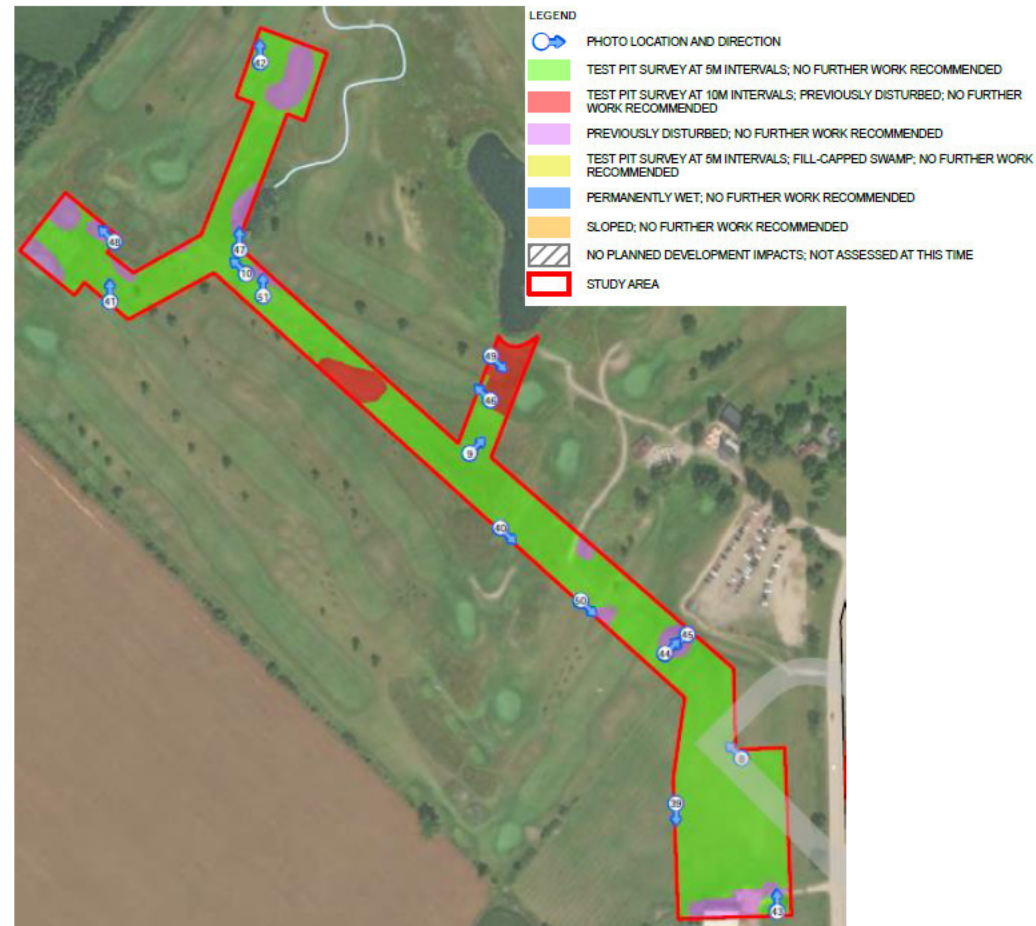 LEGEND
PHOTO LOCATION AND DIRECTION
TEST PIT SURVEY AT 5M INTERVALS; NO FURTHER WORK RECOMMENDED
TEST PIT SURVEY AT 10M INTERVALS; PREVIOUSLY DISTURBED; NO FURTHER
WORK RECOMMENDED
PREVIOUSLY DISTURBED; NO FURTHER WORK RECOMMENDED
TEST PIT SURVEY AT 5M INTERVALS; FILL-CAPPED SWAMP; NO FURTHER WORK
RECOMMENDED
PERMANENTLY WET; NO FURTHER WORK RECOMMENDED
SLOPED; NO FURTHER WORK RECOMMENDED
NO PLANNED DEVELOPMENT IMPACTS; NOT ASSESSED AT THIS TIME
STUDY AREA
42
48
47
10
41
51
49
46
9
40
50
45
44
8
39
43